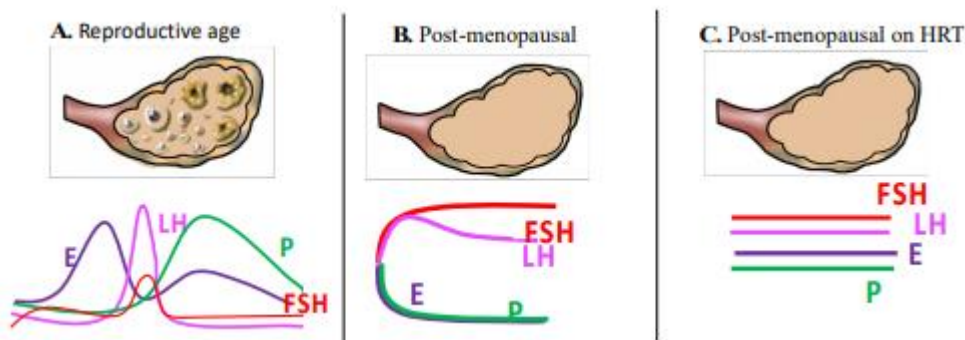 A. Reproductive age
B. Post-menopausal
C. Post-menopausal on HRT
E
LH
P
FSH
FSH
LH
E
P
FSH
LH
E
P